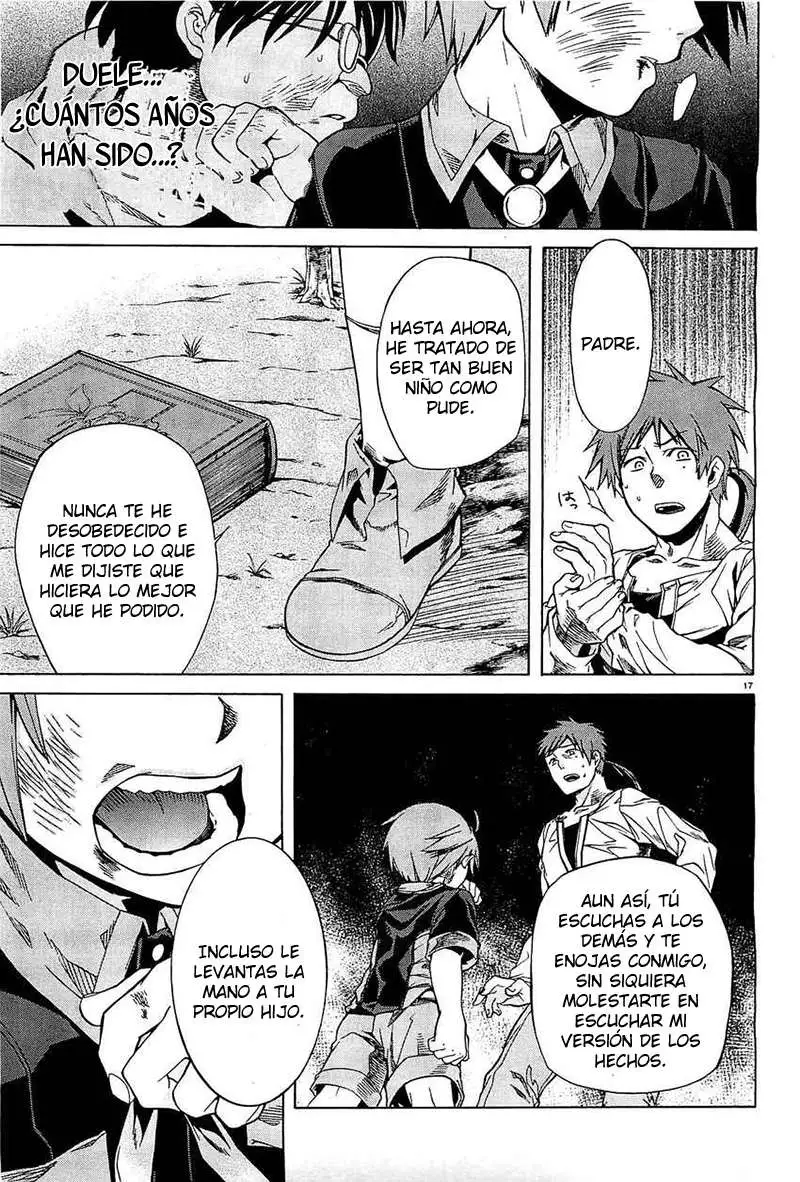 DUELE...
¿CUÁNTOS AÑOS
HAN SIDO...?
PADRE.
は
HASTA AHORA,
HE TRATADO DE
SER TAN BUEN
NIÑO COMO
PUDE.
NUNCA TE HE
DESOBEDECIDO E
HICE TODO LO QUE
ME DIJISTE QUE
HICIERA LO MEJOR
QUE HE PODIDO.
17
AUN ASÍ, TÚ
ESCUCHAS A LOS
DEMÁS Y TE
ENOJAS CONMIGO,
SIN SIQUIERA
MOLESTARTE EN
ESCUCHAR MI
VERSIÓN DE LOS
HECHOS.
INCLUSO LE
LEVANTAS LA
MANO A TU
PROPIO HIJO.